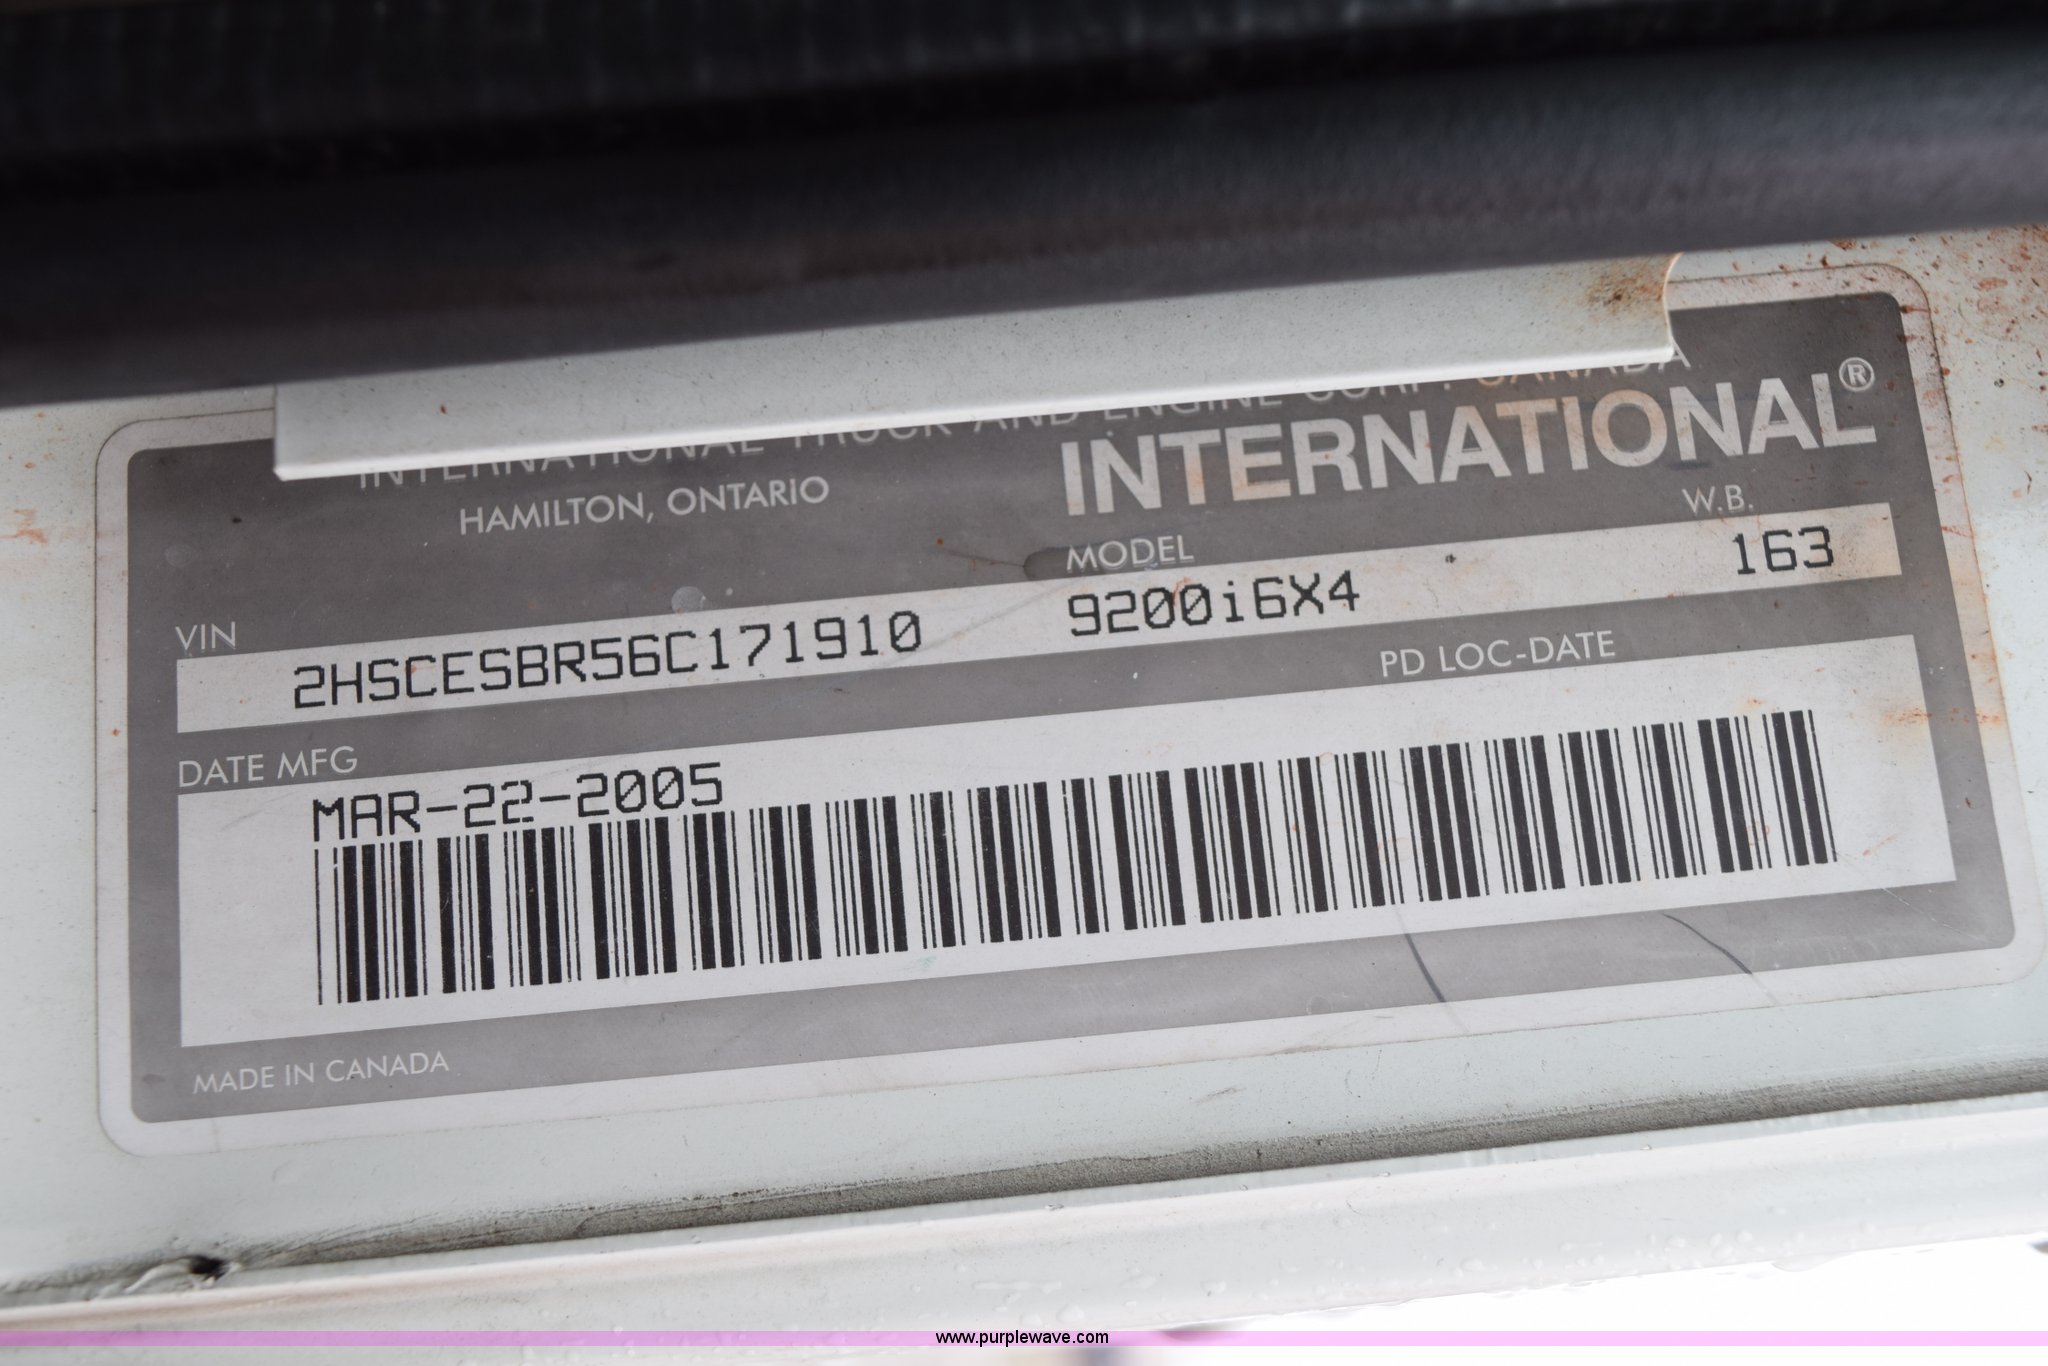 INTERNATIONAL TRUCK AND ENGINE CORP. CANADA
HAMILTON, ONTARIO
INTERNATIONAL®
VIN
MODEL
W.B.
2HSCESBR56C171910
9200i6X4
163
DATE MFG
PD LOC-DATE
MAR-22-2005
MADE IN CANADA
www.purplewave.com